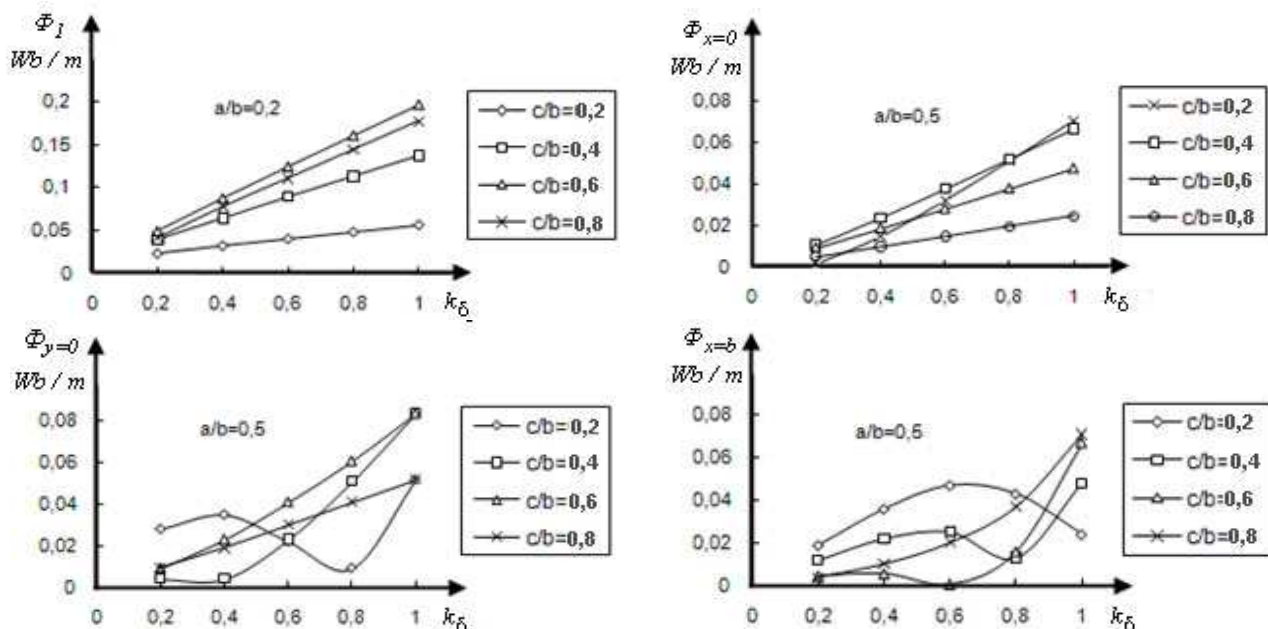 Φ1
Wb / m
0,2
0,15
0,1
0,05
0
a/b=0,2
0 0,2 0,4 0,6 0,8 1 kδ
c/b=0,2
c/b=0,4
c/b=0,6
c/b=0,8
Φx=0
Wb / m
0,08
0,06
0,04
0,02
0
a/b=0,5
0 0,2 0,4 0,6 0,8 1 kδ
c/b=0,2
c/b=0,4
c/b=0,6
c/b=0,8
Φy=0
Wb / m
0,08
0,06
0,04
0,02
0
a/b=0,5
0 0,2 0,4 0,6 0,8 1 kδ
c/b=0,2
c/b=0,4
c/b=0,6
c/b=0,8
Φx=b
Wb / m
0,08
0,06
0,04
0,02
0
a/b=0,5
0 0,2 0,4 0,6 0,8 1 kδ
c/b=0,2
c/b=0,4
c/b=0,6
c/b=0,8